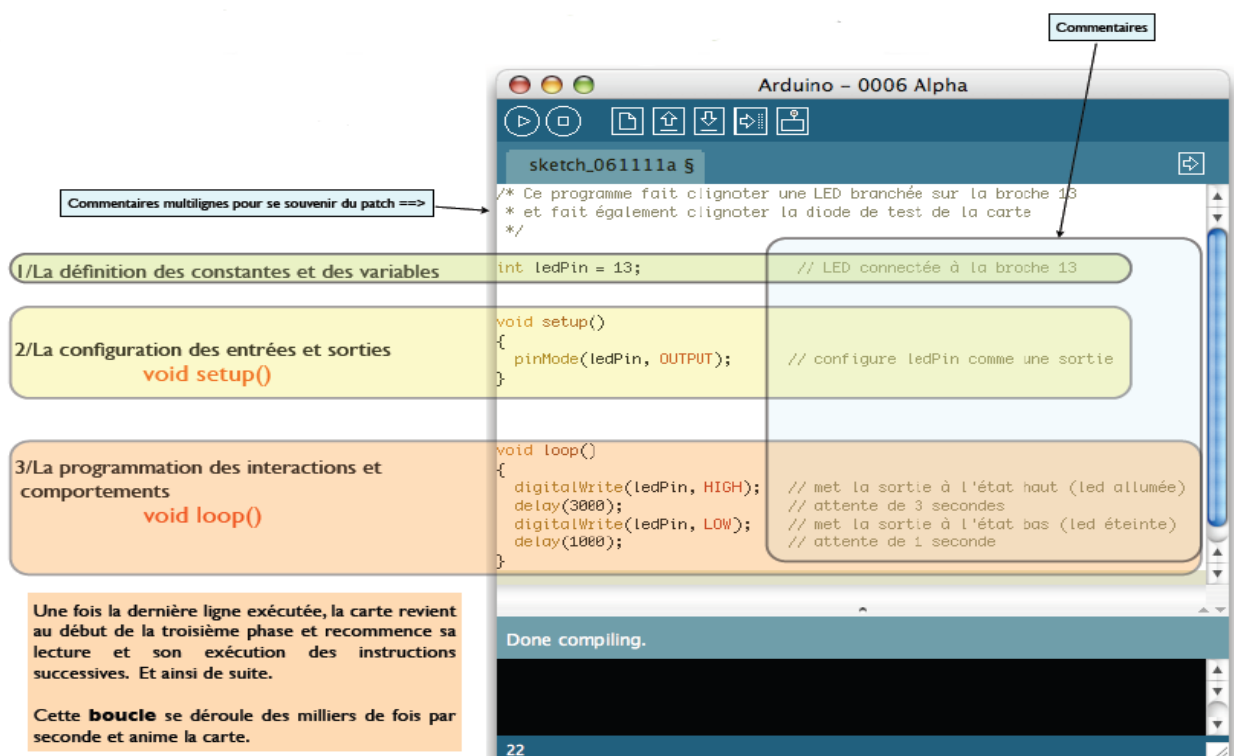 Commentaires
Arduino – 0006 Alpha
sketch_061111a §
Commentaires multilignes pour se souvenir du patch ==>
/* Ce programme fait clignoter une LED branchée sur la broche 13
* et fait également clignoter la diode de test de la carte
*/
1/La définition des constantes et des variables
int ledPin = 13; // LED connectée à la broche 13
2/La configuration des entrées et sorties
void setup()
void setup()
{
pinMode(ledPin, OUTPUT); // configure ledPin comme une sortie
}
3/La programmation des interactions et
comportements
void loop()
void loop()
{
digitalWrite(ledPin, HIGH); // met la sortie à l'état haut (led allumée)
delay(3000); // attente de 3 secondes
digitalWrite(ledPin, LOW); // met la sortie à l'état bas (led éteinte)
delay(1000); // attente de 1 seconde
}
Une fois la dernière ligne exécutée, la carte revient
au début de la troisième phase et recommence sa
lecture et son exécution des instructions
successives. Et ainsi de suite.
Cette boucle se déroule des milliers de fois par
seconde et anime la carte.
Done compiling.
22